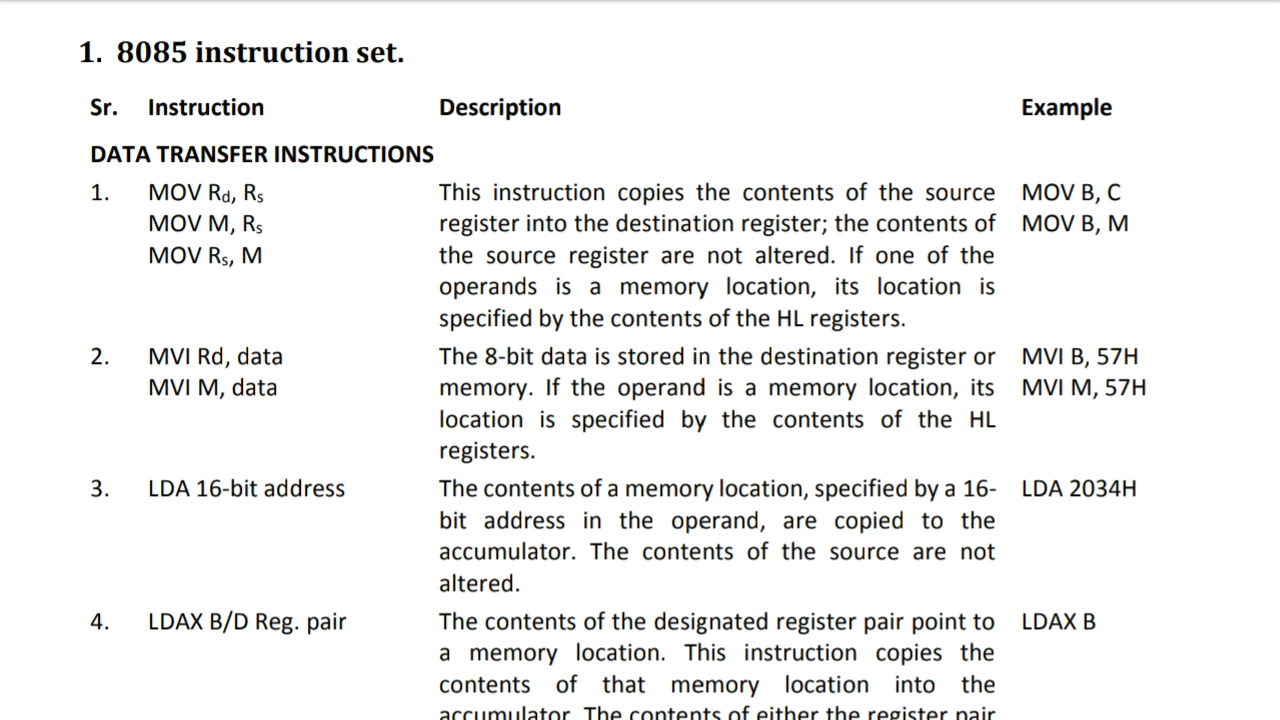 1. 8085 instruction set.
Sr. Instruction Description Example
DATA TRANSFER INSTRUCTIONS
1. MOV Rd, Rs This instruction copies the contents of the source MOV B, C
MOV M, Rs register into the destination register; the contents of MOV B, M
MOV Rs, M the source register are not altered. If one of the
operands is a memory location, its location is
specified by the contents of the HL registers.
2. MVI Rd, data The 8-bit data is stored in the destination register or MVI B, 57H
MVI M, data memory. If the operand is a memory location, its MVI M, 57H
location is specified by the contents of the HL
registers.
3. LDA 16-bit address The contents of a memory location, specified by a 16- LDA 2034H
bit address in the operand, are copied to the
accumulator. The contents of the source are not
altered.
4. LDAX B/D Reg. pair The contents of the designated register pair point to LDAX B
a memory location. This instruction copies the
contents of that memory location into the
accumulator. The contents of either the register pair